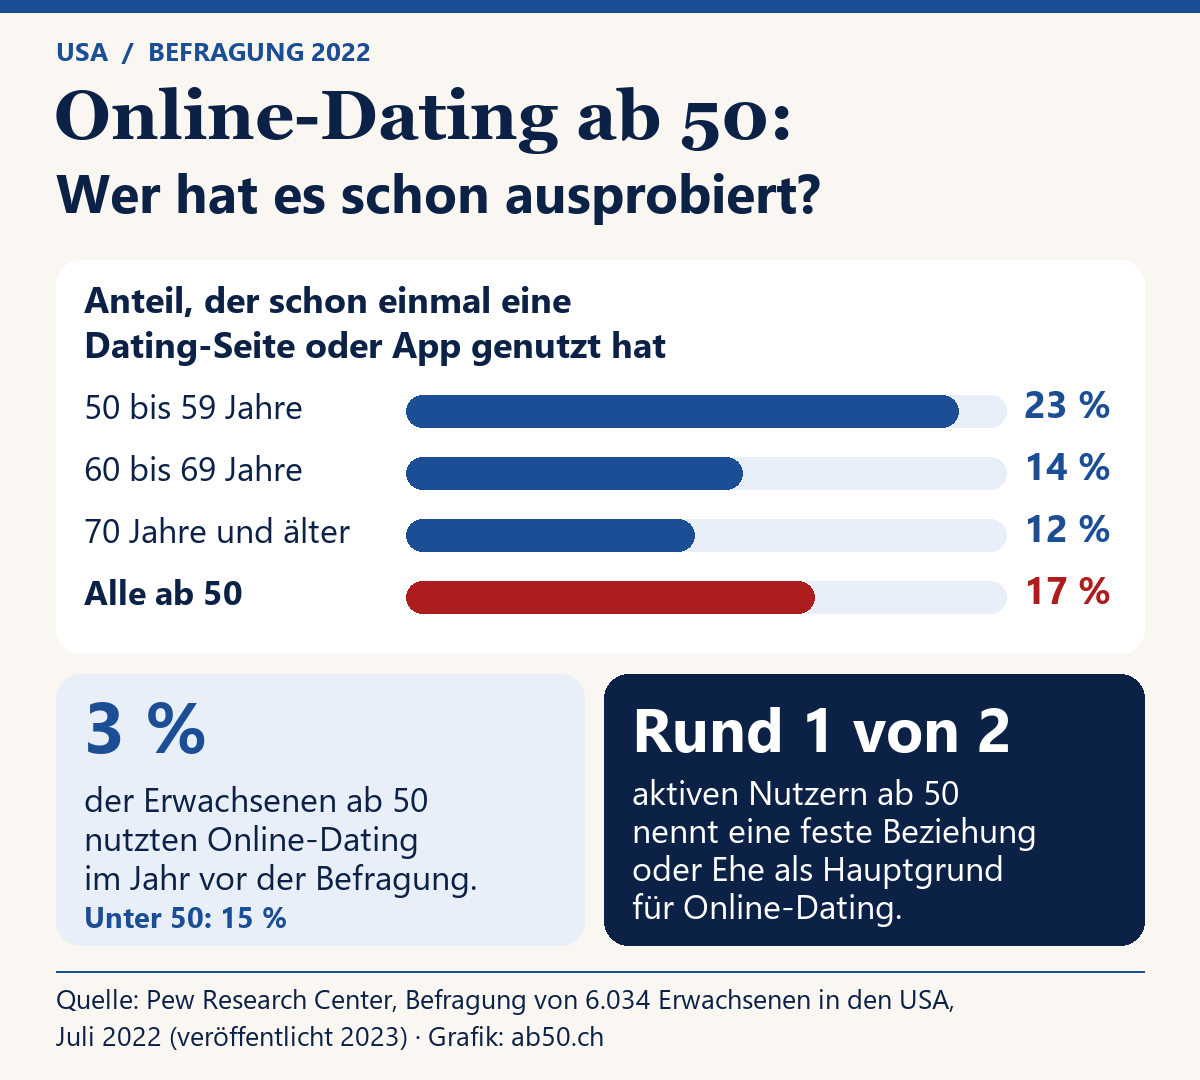 USA / BEFRAGUNG 2022
Online-Dating ab 50:
Wer hat es schon ausprobiert?
Anteil, der schon einmal eine
Dating-Seite oder App genutzt hat
50 bis 59 Jahre 23 %
60 bis 69 Jahre 14 %
70 Jahre und älter 12 %
Alle ab 50 17 %
3 %
der Erwachsenen ab 50
nutzten Online-Dating
im Jahr vor der Befragung.
Unter 50: 15 %
Rund 1 von 2
aktiven Nutzern ab 50
nennt eine feste Beziehung
oder Ehe als Hauptgrund
für Online-Dating.
Quelle: Pew Research Center, Befragung von 6.034 Erwachsenen in den USA,
Juli 2022 (veröffentlicht 2023) · Grafik: ab50.ch